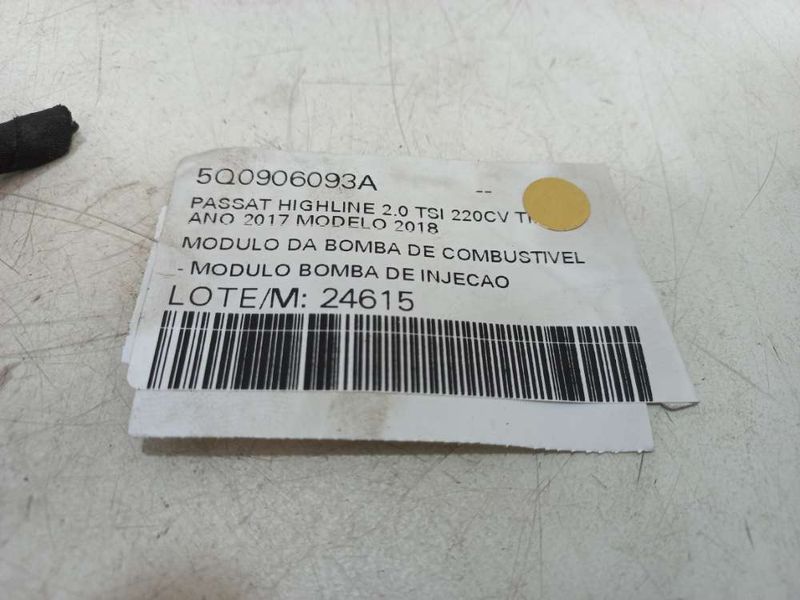 5Q0906093A --
PASSAT HIGHLINE 2.0 TSI 220CV
ANO 2017 MODELO 2018
MODULO DA BOMBA DE COMBUSTIVEL
- MODULO BOMBA DE INJECAO
LOTE/M: 24615